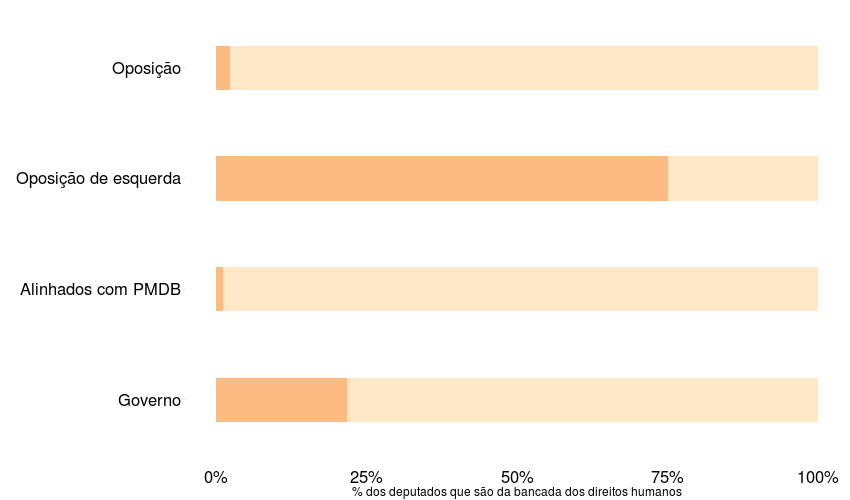 Oposição
Oposição de esquerda
Alinhados com PMDB
Governo
0% 25% 50% 75% 100%
% dos deputados que são da bancada dos direitos humanos